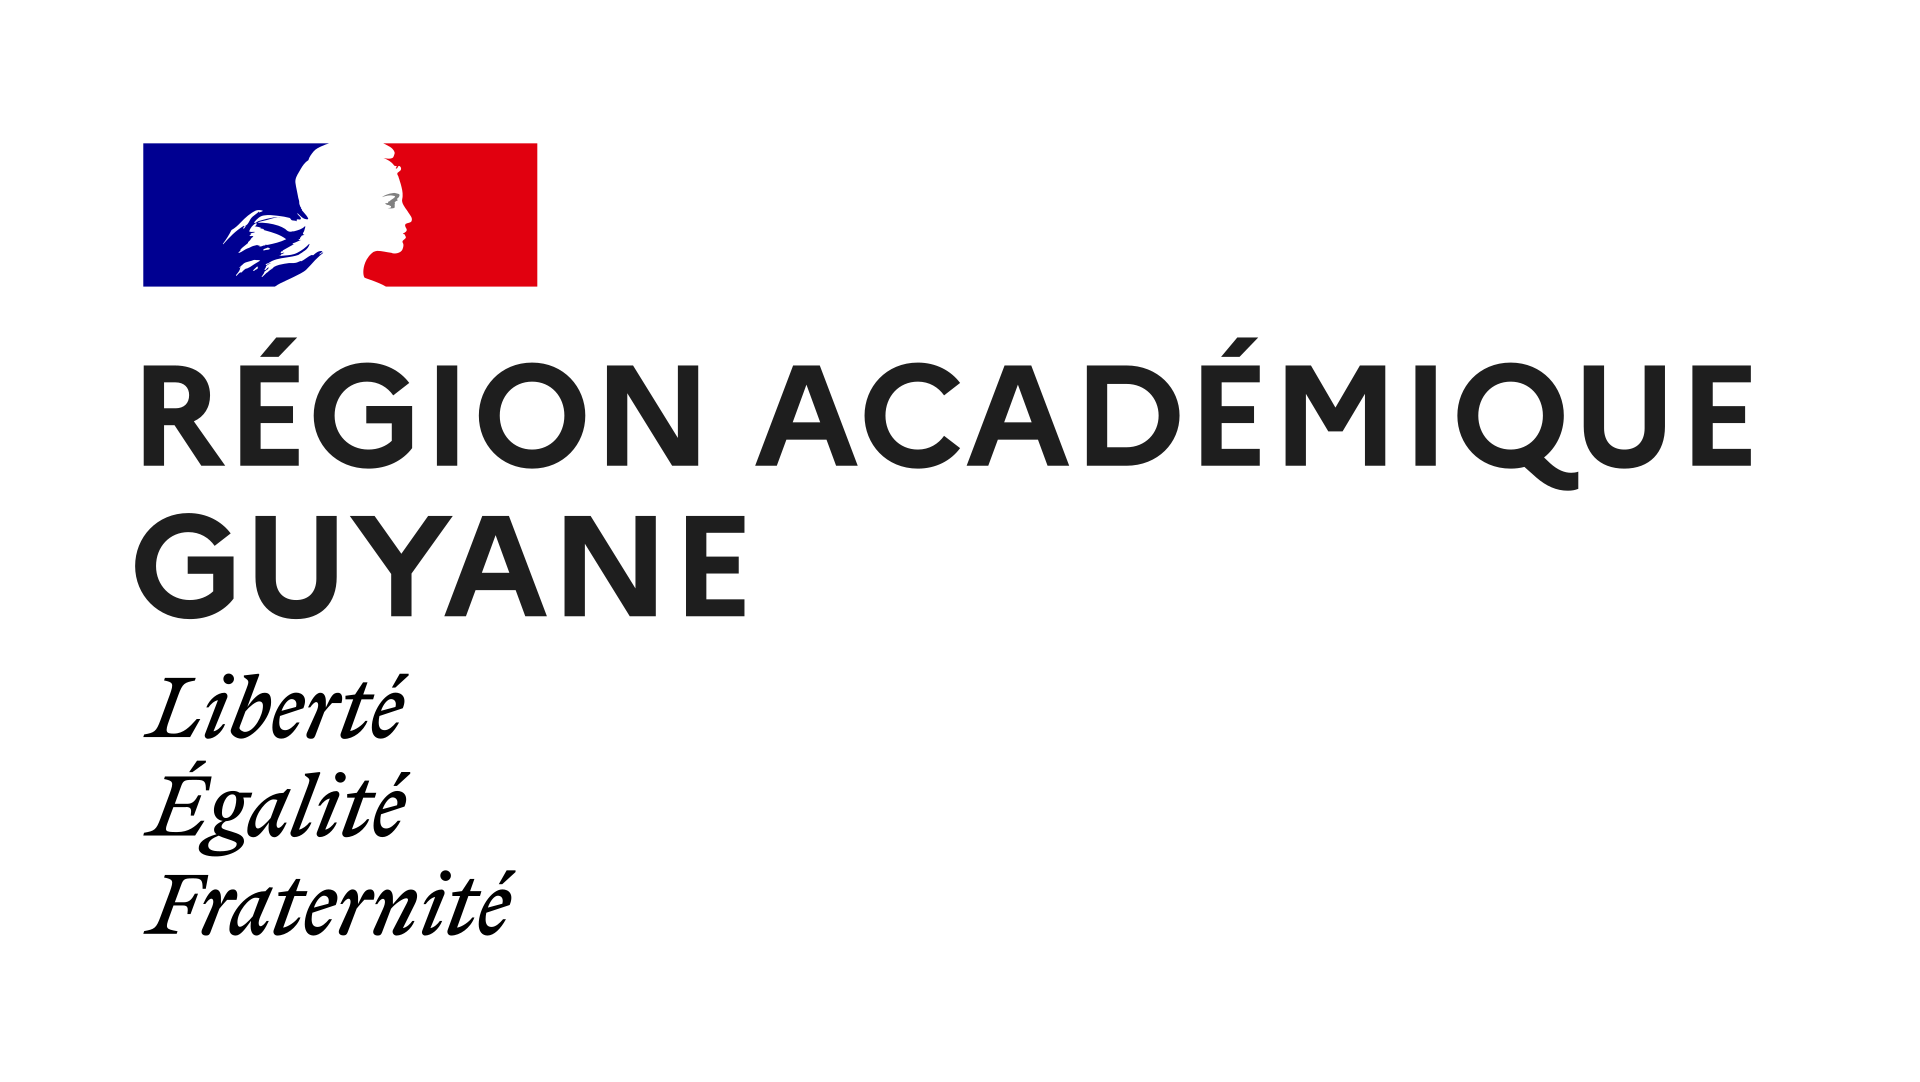 RÉGION ACADÉMIQUE
GUYANE
Liberté
Égalité
Fraternité